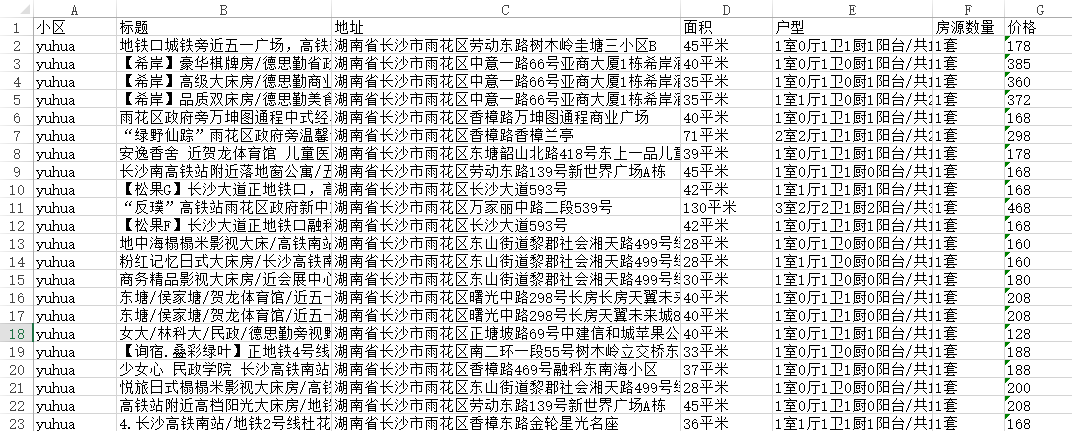 A B C D E F G
1 小区 标题 地址 面积 户型 房源数量 价格
2 yuhua 地铁口城铁旁近五一广场，高铁 湖南省长沙市雨花区劳动东路树木岭圭塘三小区B 45平米 1室0厅1卫1厨1阳台/共1 1套 178
3 yuhua 【希岸】豪华棋牌房/德思勤省政 湖南省长沙市雨花区中意一路66号亚商大厦1栋希岸酒 40平米 1室0厅1卫0厨0阳台/共1 1套 385
4 yuhua 【希岸】高级大床房/德思勤商业 湖南省长沙市雨花区中意一路66号亚商大厦1栋希岸酒 35平米 1室0厅1卫0厨0阳台/共1 1套 360
5 yuhua 【希岸】品质双床房/德思勤美食 湖南省长沙市雨花区中意一路66号亚商大厦1栋希岸酒 35平米 1室1厅1卫0厨0阳台/共2 1套 372
6 yuhua 雨花区政府旁万坤图通程中式经 湖南省长沙市雨花区香樟路万坤图通程商业广场 40平米 1室0厅1卫0厨0阳台/共1 1套 168
7 yuhua “绿野仙踪”雨花区政府旁温馨 湖南省长沙市雨花区香樟路香樟兰亭 71平米 2室2厅1卫1厨1阳台/共2 1套 298
8 yuhua 安逸香舍 近贺龙体育馆 儿童医 湖南省长沙市雨花区东塘韶山北路418号东上一品儿童 39平米 1室0厅1卫1厨1阳台/共1 1套 178
9 yuhua 长沙南高铁站附近落地窗公寓/五 湖南省长沙市雨花区劳动东路139号新世界广场A栋 45平米 1室0厅1卫1厨0阳台/共1 1套 168
10 yuhua 【松果G】长沙大道正地铁口，高 湖南省长沙市雨花区长沙大道593号 42平米 1室1厅1卫1厨1阳台/共1 1套 168
11 yuhua “反璞”高铁站雨花区政府新中 湖南省长沙市雨花区万家丽中路二段539号 130平米 3室2厅2卫1厨2阳台/共3 1套 468
12 yuhua 【松果F】长沙大道正地铁口融科 湖南省长沙市雨花区长沙大道593号 42平米 1室0厅1卫1厨1阳台/共1 1套 168
13 yuhua 地中海榻榻米影视大床/高铁南站 湖南省长沙市雨花区东山街道黎郡社会湘天路499号 28平米 1室0厅1卫0厨0阳台/共1 1套 160
14 yuhua 粉红记忆日式大床房/长沙高铁南 湖南省长沙市雨花区东山街道黎郡社会湘天路499号 28平米 1室1厅1卫0厨0阳台/共1 1套 160
15 yuhua 商务精品影视大床房/近会展中心 湖南省长沙市雨花区东山街道黎郡社会湘天路499号 30平米 1室0厅1卫0厨0阳台/共1 1套 180
16 yuhua 东塘/侯家塘/贺龙体育馆/近五一 湖南省长沙市雨花区曙光中路298号长房长房天翼未来 40平米 1室0厅1卫0厨0阳台/共1 1套 208
17 yuhua 东塘/侯家塘/贺龙体育馆/近五一 湖南省长沙市雨花区曙光中路298号长房天翼未来城8 40平米 1室0厅1卫0厨0阳台/共1 1套 208
18 yuhua 女大/林科大/民政/德思勤旁视野 湖南省长沙市雨花区正塘坡路69号中建信和城苹果公 40平米 1室0厅1卫1厨1阳台/共1 1套 128
19 yuhua 【询宿.叠彩绿叶】正地铁4号线 湖南省长沙市雨花区南二环一段55号树木岭立交桥东 33平米 1室0厅1卫1厨1阳台/共1 1套 188
20 yuhua 少女心 民政学院 长沙高铁南站 湖南省长沙市雨花区香樟路469号融科东南海小区 37平米 1室0厅1卫1厨1阳台/共1 1套 188
21 yuhua 悦旅日式榻榻米影视大床房/高铁 湖南省长沙市雨花区东山街道黎郡社会湘天路499号 28平米 1室1厅1卫0厨0阳台/共1 1套 200
22 yuhua 高铁站附近高档阳光大床房/地铁 湖南省长沙市雨花区劳动东路139号新世界广场A栋 45平米 1室0厅1卫1厨0阳台/共1 1套 208
23 yuhua 4.长沙高铁南站/地铁2号线杜花 湖南省长沙市雨花区香樟东路金轮星光名座 36平米 1室1厅1卫1厨1阳台/共1 1套 168